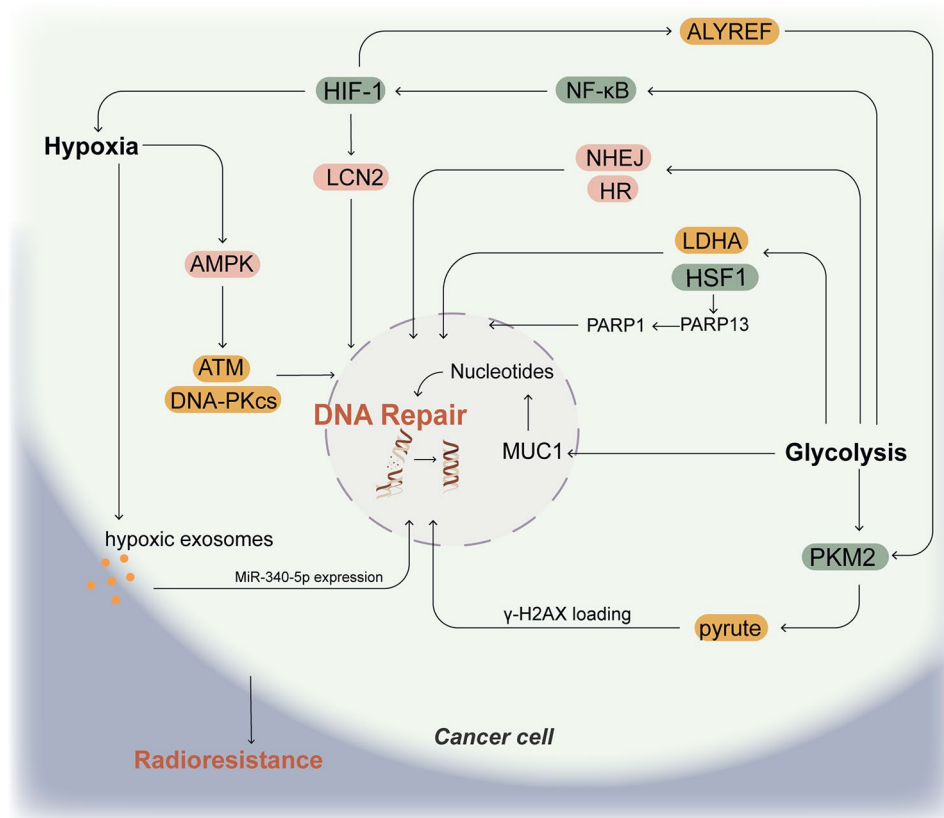 ALYREF
HIF-1
NF-κB
Hypoxia
NHEJ
HR
LCN2
LDHA
HSF1
AMPK
PARP1
PARP13
ATM
DNA-PKcs
Nucleotides
DNA Repair
MUC1
Glycolysis
hypoxic exosomes
PKM2
MiR-340-5p expression
γ-H2AX loading
pyrute
Cancer cell
Radioresistance